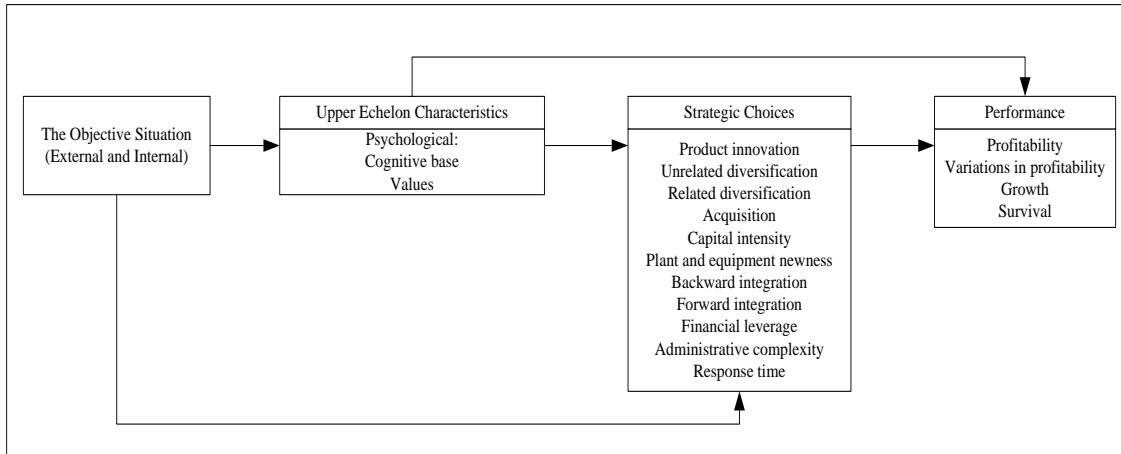 The Objective Situation
(External and Internal)
Upper Echelon Characteristics
Psychological:
Cognitive base
Values
Strategic Choices
Product innovation
Unrelated diversification
Related diversification
Acquisition
Capital intensity
Plant and equipment newness
Backward integration
Forward integration
Financial leverage
Administrative complexity
Response time
Performance
Profitability
Variations in profitability
Growth
Survival